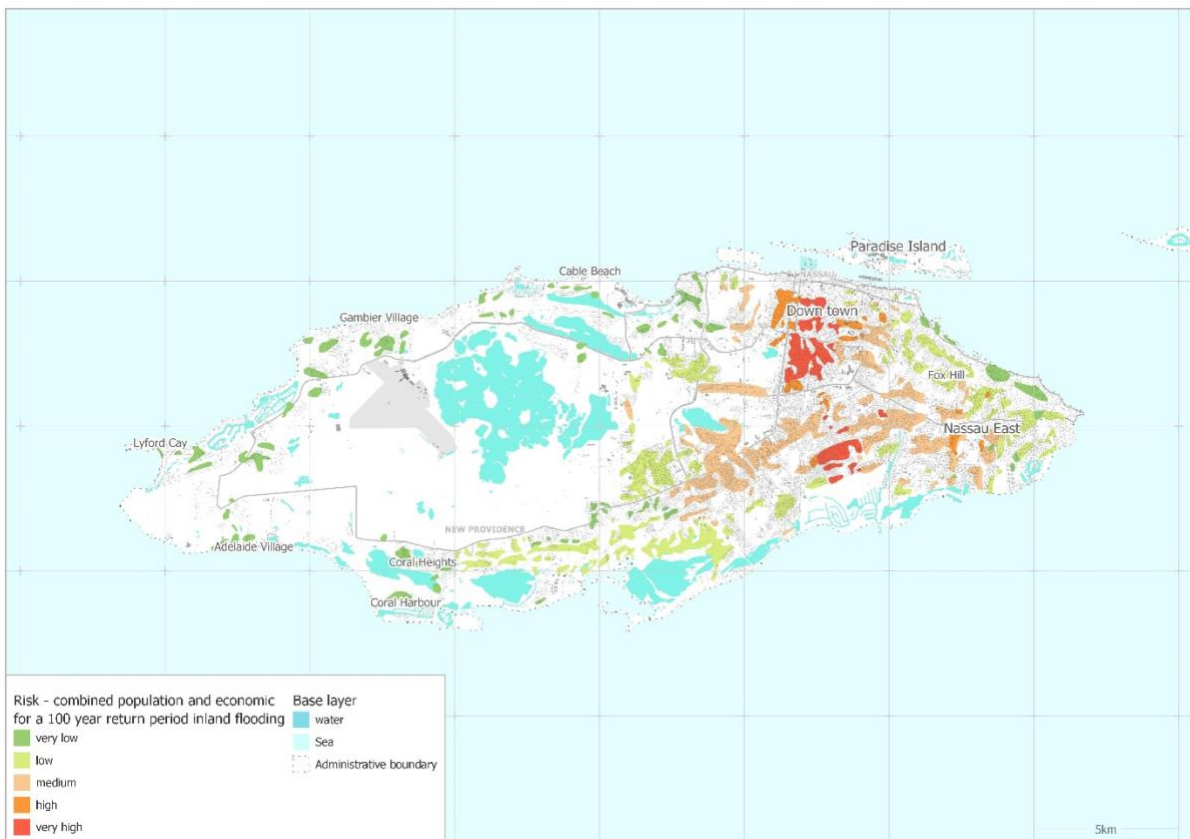 Paradise Island
Cable Beach
NASSAU
Gambier Village
Down town
Fox Hill
Nassau East
Lyford Cay
NEW PROVIDENCE
Adelaide Village
Coral Heights
Coral Harbour
Risk - combined population and economic
for a 100 year return period inland flooding
very low
low
medium
high
very high
Base layer
water
Sea
Administrative boundary
5km